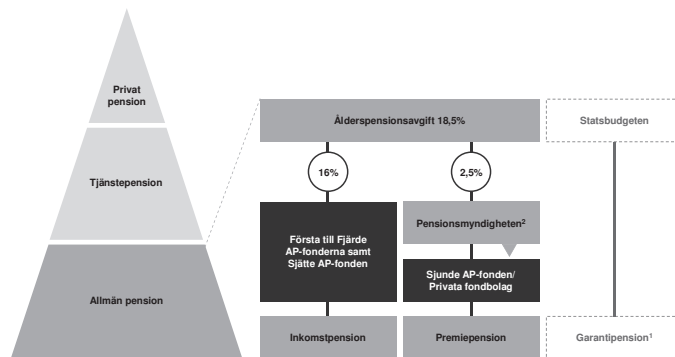 Privat
pension
Tjänstepension
Allmän pension
Ålderspensionsavgift 18,5%
Statsbudgeten
16%
2,5%
Första till Fjärde
AP-fonderna samt
Sjätte AP-fonden
Pensionsmyndigheten²
Sjunde AP-fonden/
Privata fondbolag
Inkomstpension
Premiepension
Garantipension¹